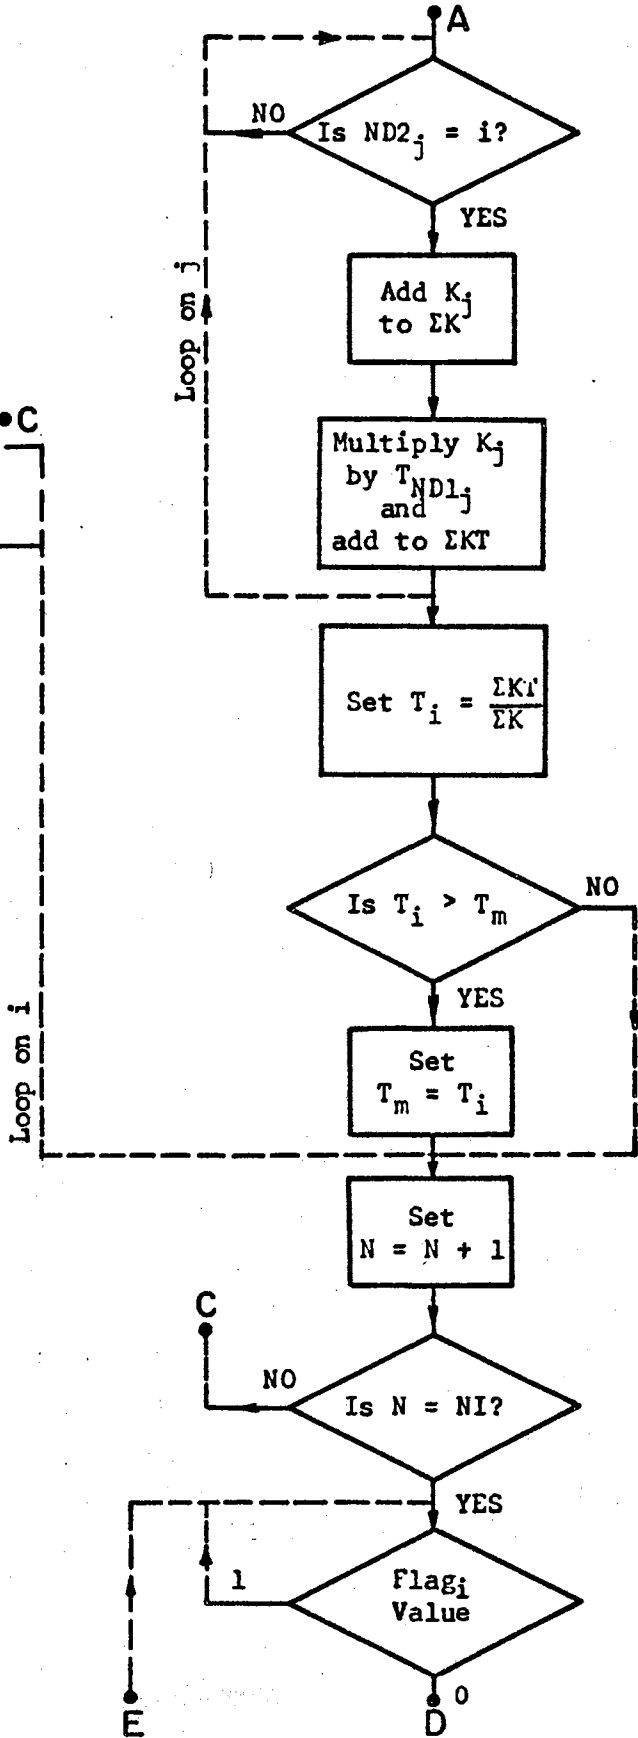 A
NO
Is ND2j = i?
YES
Loop on j
Add Kj
to ΣK
C
Multiply Kj
by TND1j
and
add to ΣKT
Set Ti = ΣKT
ΣK
Is Ti > Tm
NO
YES
Loop on i
Set
Tm = Ti
Set
N = N + 1
C
NO
Is N = NI?
YES
1
Flagi
Value
0
E
D